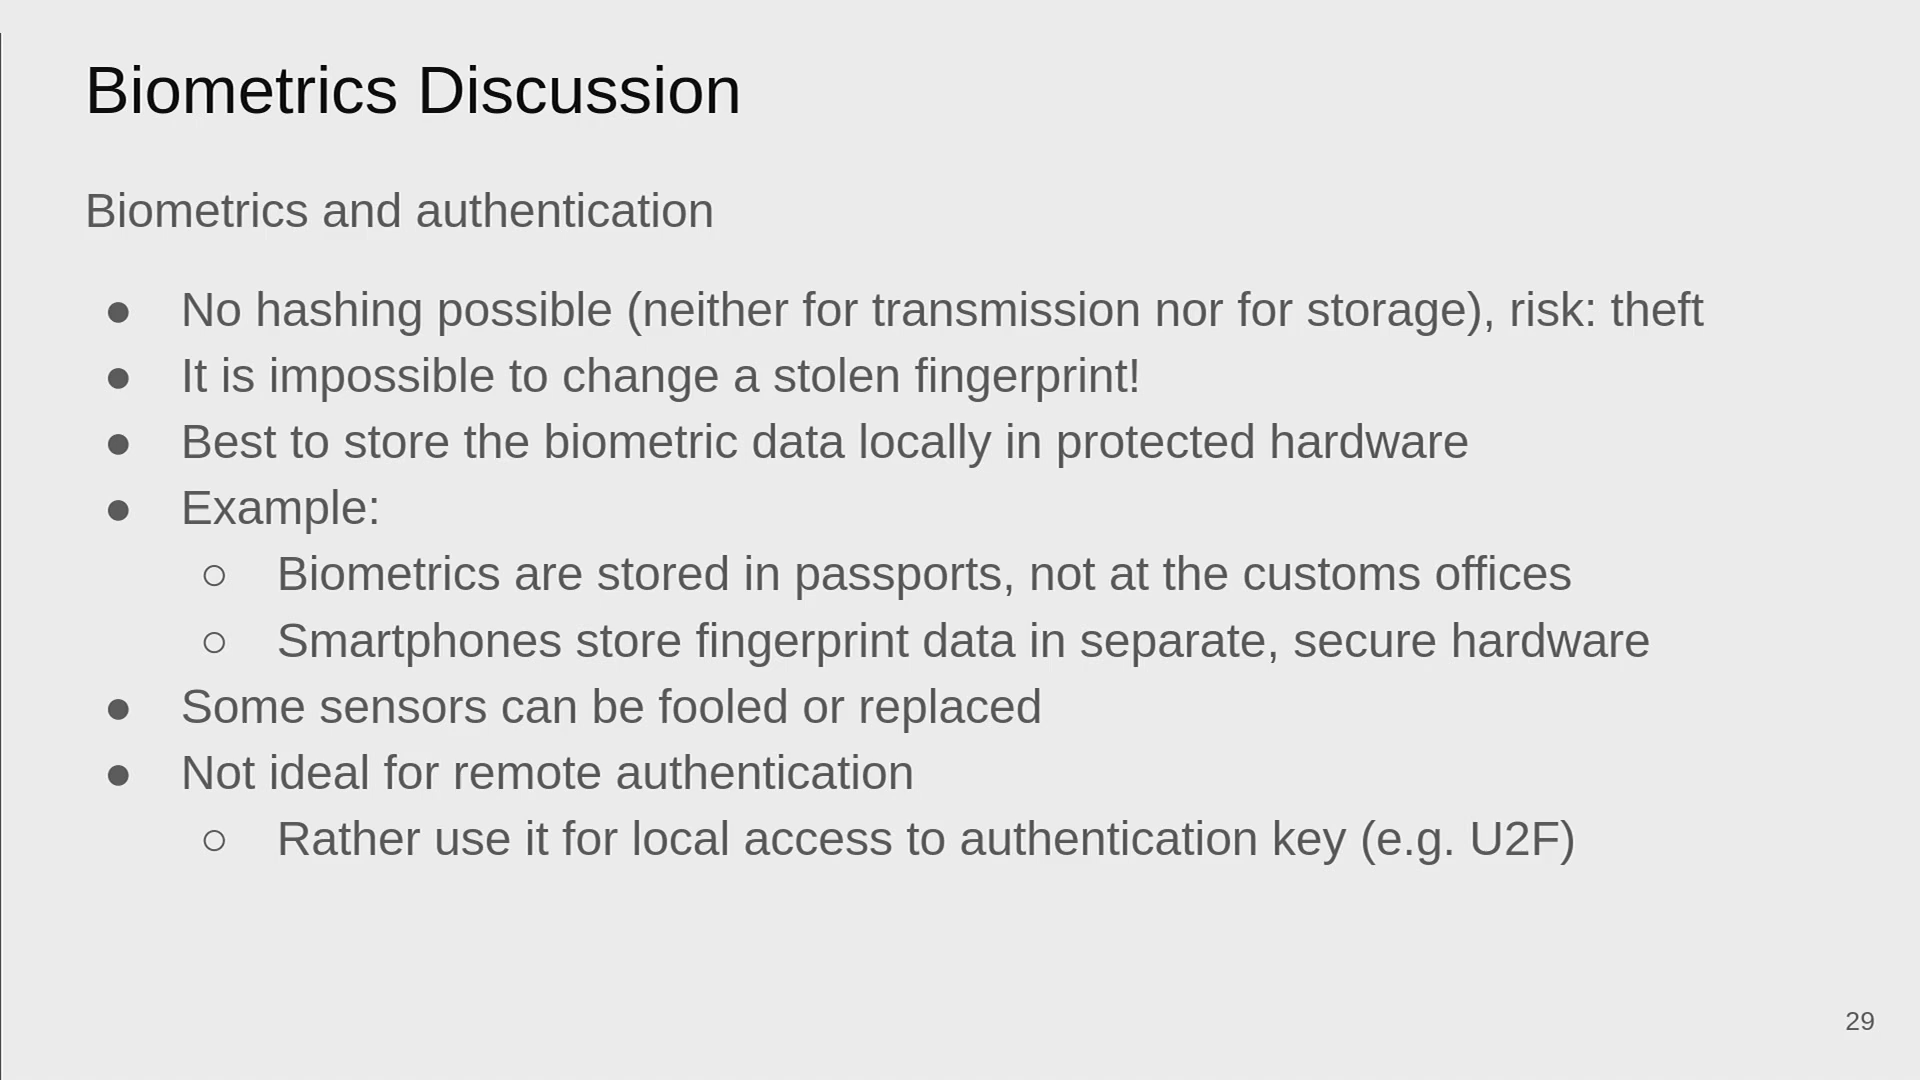 Biometrics Discussion
Biometrics and authentication
● No hashing possible (neither for transmission nor for storage), risk: theft
● It is impossible to change a stolen fingerprint!
● Best to store the biometric data locally in protected hardware
● Example:
○ Biometrics are stored in passports, not at the customs offices
○ Smartphones store fingerprint data in separate, secure hardware
● Some sensors can be fooled or replaced
● Not ideal for remote authentication
○ Rather use it for local access to authentication key (e.g. U2F)
29